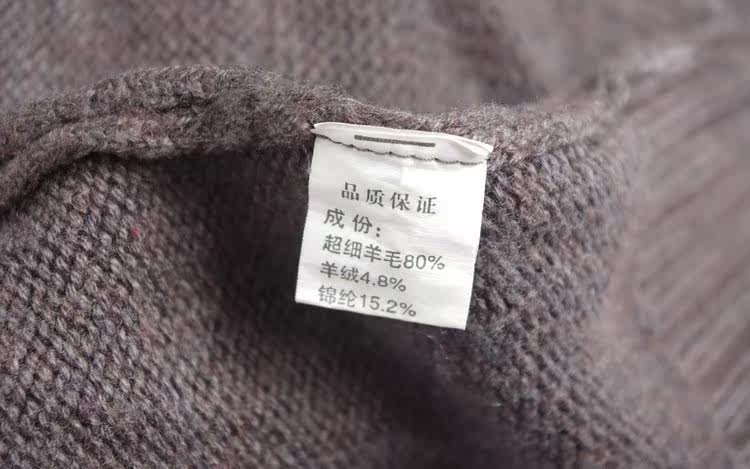 品质保证
成份：
超细羊毛80%
羊绒4.8%
锦纶15.2%